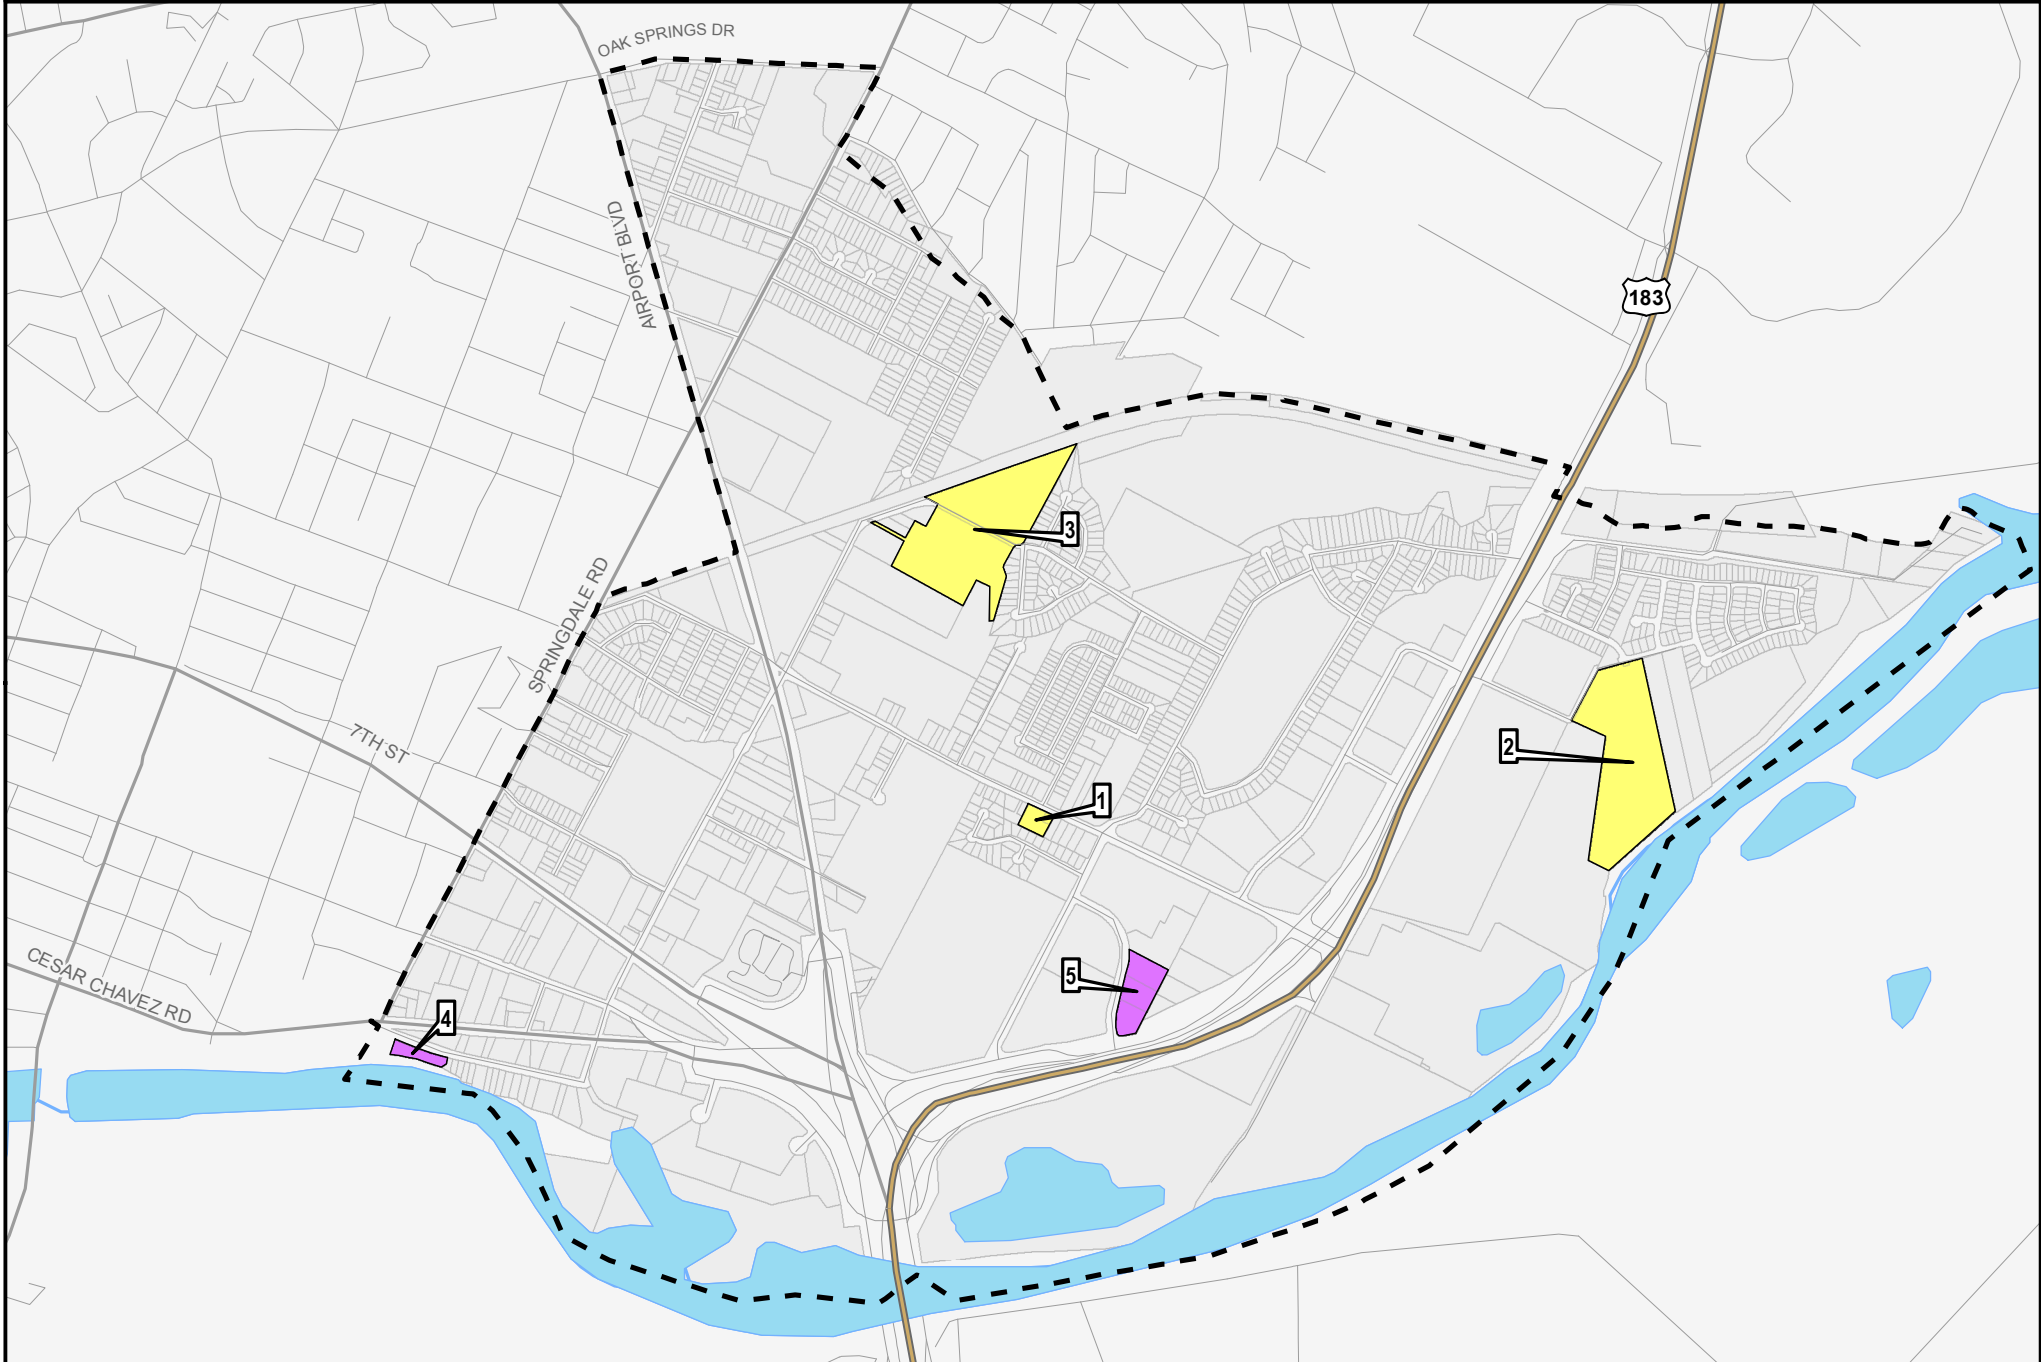 OAK SPRINGS DR
AIRPORT BLVD
183
3
SPRINGDALE RD
7TH ST
2
1
CESAR CHAVEZ RD
5
4